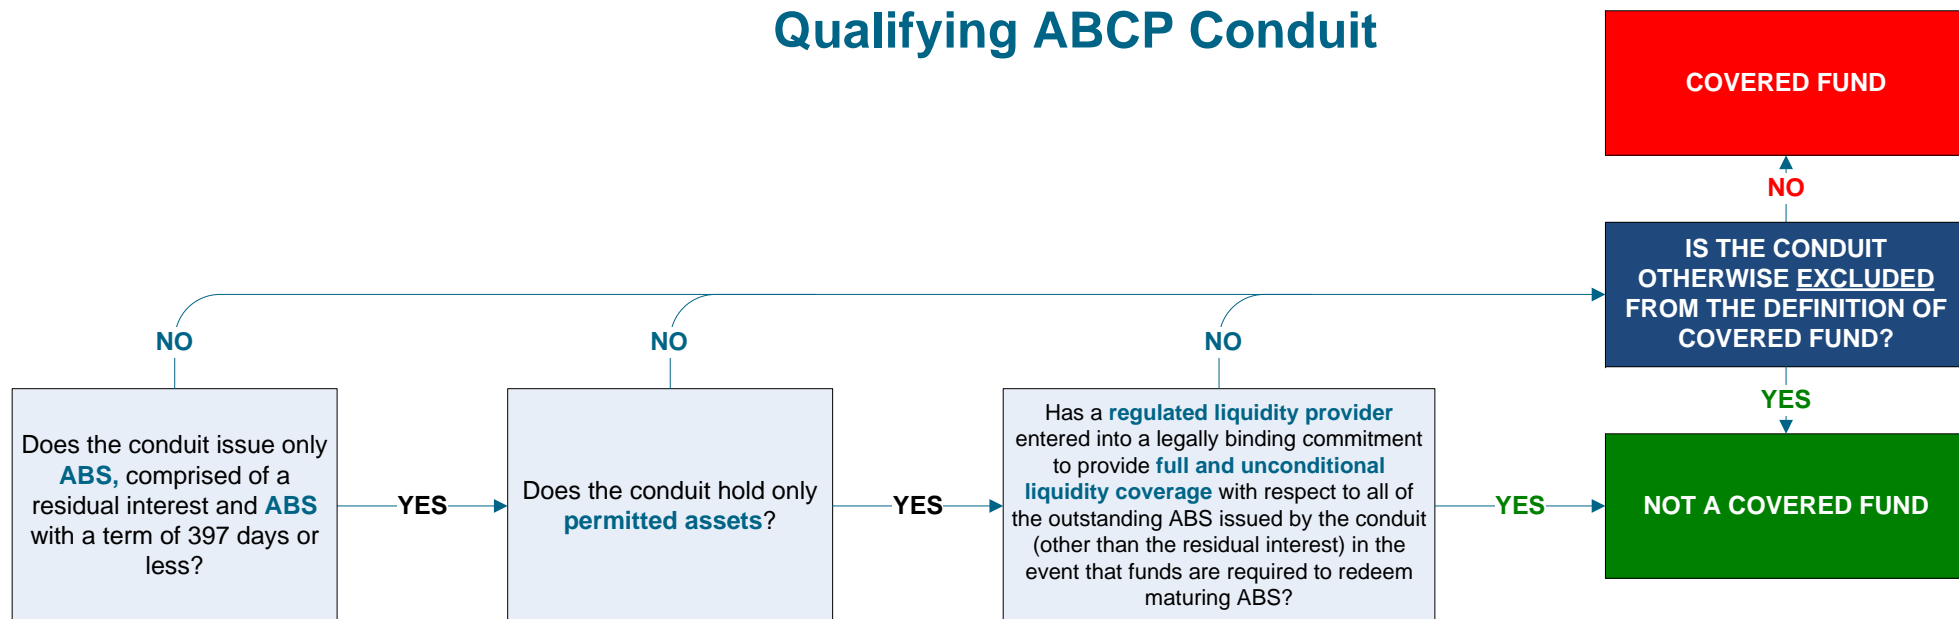 Qualifying ABCP Conduit
COVERED FUND
NO
IS THE CONDUIT
OTHERWISE EXCLUDED
FROM THE DEFINITION OF
COVERED FUND?
NO
NO
NO
YES
Does the conduit issue only
ABS, comprised of a
residual interest and ABS
with a term of 397 days or
less?
YES
Does the conduit hold only
permitted assets?
YES
Has a regulated liquidity provider
entered into a legally binding commitment
to provide full and unconditional
liquidity coverage with respect to all of
the outstanding ABS issued by the conduit
(other than the residual interest) in the
event that funds are required to redeem
maturing ABS?
YES
NOT A COVERED FUND